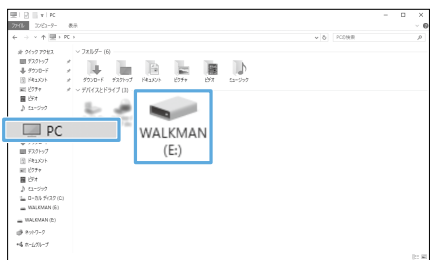 PC
ファイル コンピューター 表示
PC
PCの検索
クイック アクセス
デスクトップ
ダウンロード
ドキュメント
ピクチャ
ビデオ
ミュージック
PC
デスクトップ
ドキュメント
ピクチャ
ビデオ
ミュージック
ローカル ディスク (C:)
WALKMAN (E:)
WALKMAN (E:)
ネットワーク
ホームグループ
フォルダー (6)
ダウンロード デスクトップ ドキュメント ピクチャ ビデオ ミュージック
デバイスとドライブ (3)
WALKMAN
(E:)